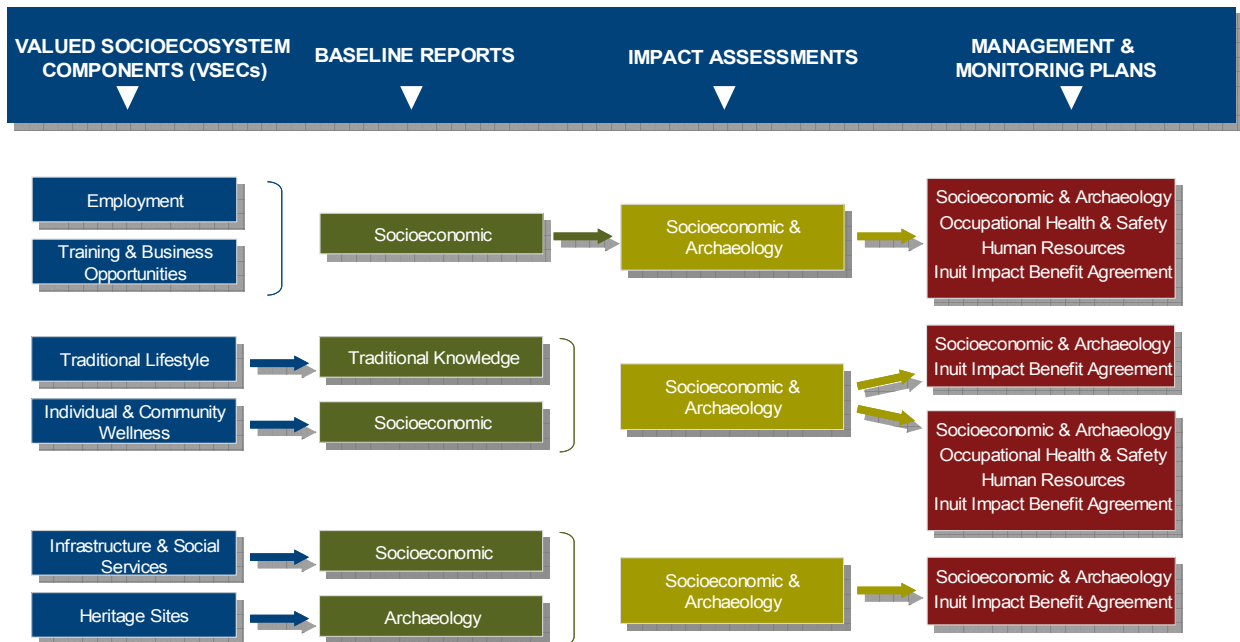 VALUED SOCIOECOSYSTEM
COMPONENTS (VSECs)
BASELINE REPORTS
IMPACT ASSESSMENTS
MANAGEMENT &
MONITORING PLANS
Employment
Training & Business
Opportunities
Socioeconomic
Socioeconomic &
Archaeology
Socioeconomic & Archaeology
Occupational Health & Safety
Human Resources
Inuit Impact Benefit Agreement
Traditional Lifestyle
Traditional Knowledge
Individual & Community
Wellness
Socioeconomic
Socioeconomic &
Archaeology
Socioeconomic & Archaeology
Inuit Impact Benefit Agreement
Socioeconomic & Archaeology
Occupational Health & Safety
Human Resources
Inuit Impact Benefit Agreement
Infrastructure & Social
Services
Socioeconomic
Heritage Sites
Archaeology
Socioeconomic &
Archaeology
Socioeconomic & Archaeology
Inuit Impact Benefit Agreement